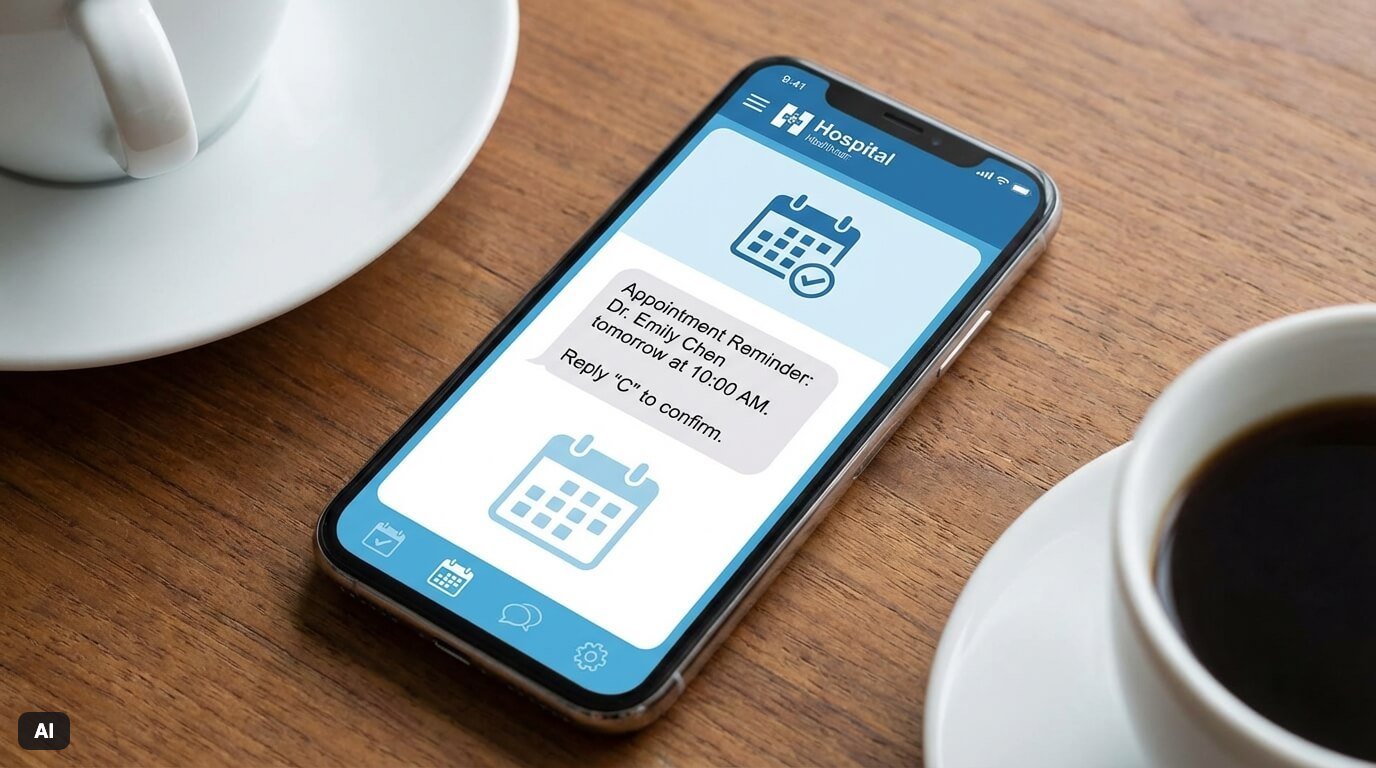 9:41
Hospital
Appointment Reminder:
Dr. Emily Chen
tomorrow at 10:00 AM.
Reply "C" to confirm.
AI